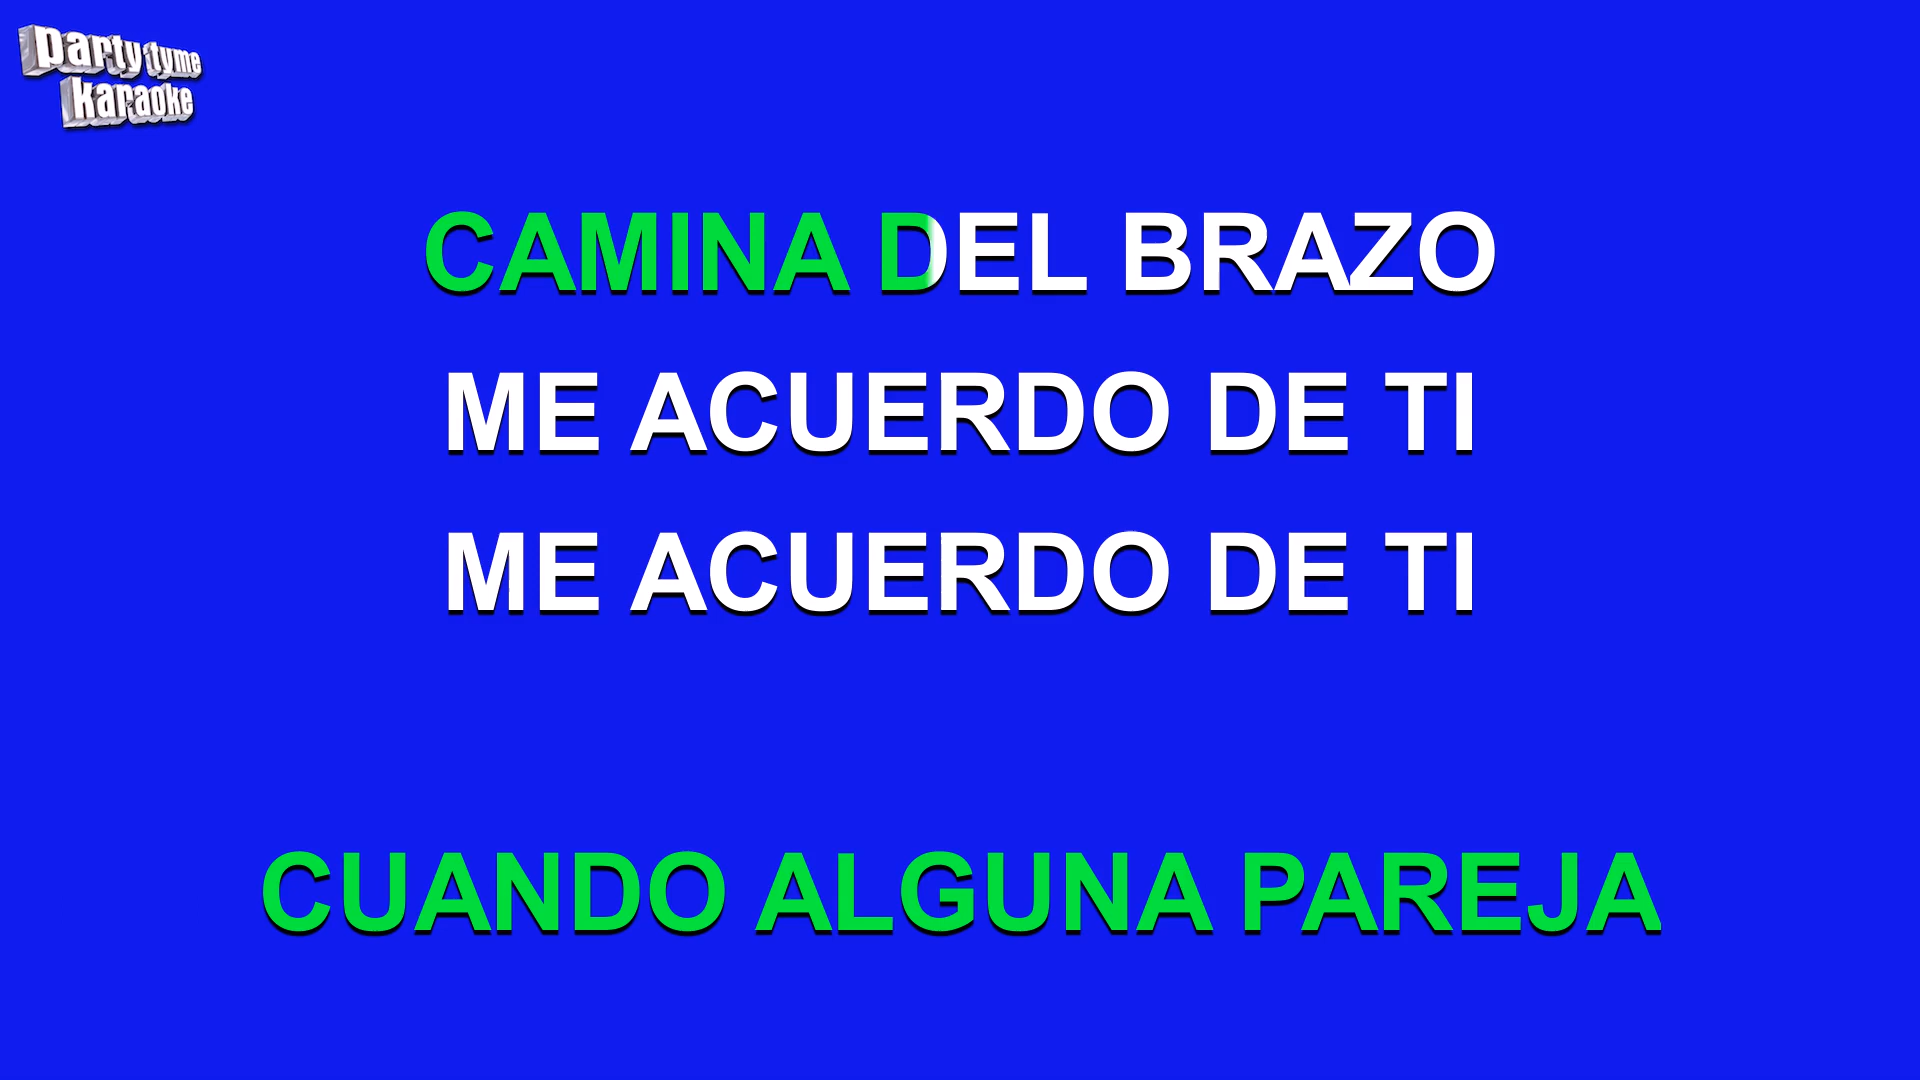 party tyme
karaoke
CAMINA DEL BRAZO
ME ACUERDO DE TI
ME ACUERDO DE TI
CUANDO ALGUNA PAREJA